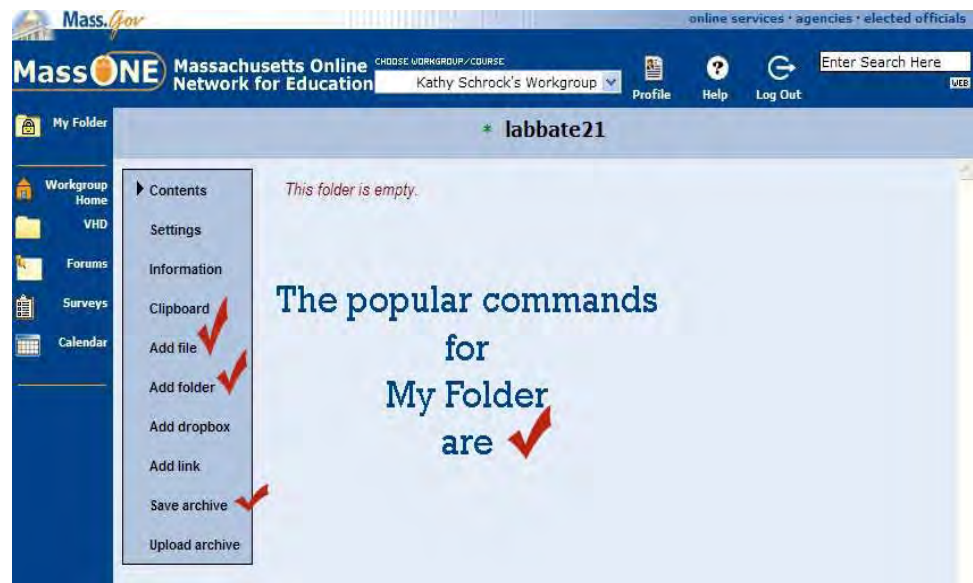 Mass.Gov
online services • agencies • elected officials
MassONE
Massachusetts Online
Network for Education
CHOOSE WORKGROUP/COURSE
Kathy Schrock's Workgroup
Profile
Help
Log Out
Enter Search Here
WEB
My Folder
* labbate21
Workgroup
Home
VHD
Forums
Surveys
Calendar
Contents
Settings
Information
Clipboard
Add file
Add folder
Add dropbox
Add link
Save archive
Upload archive
This folder is empty.
The popular commands
for
My Folder
are